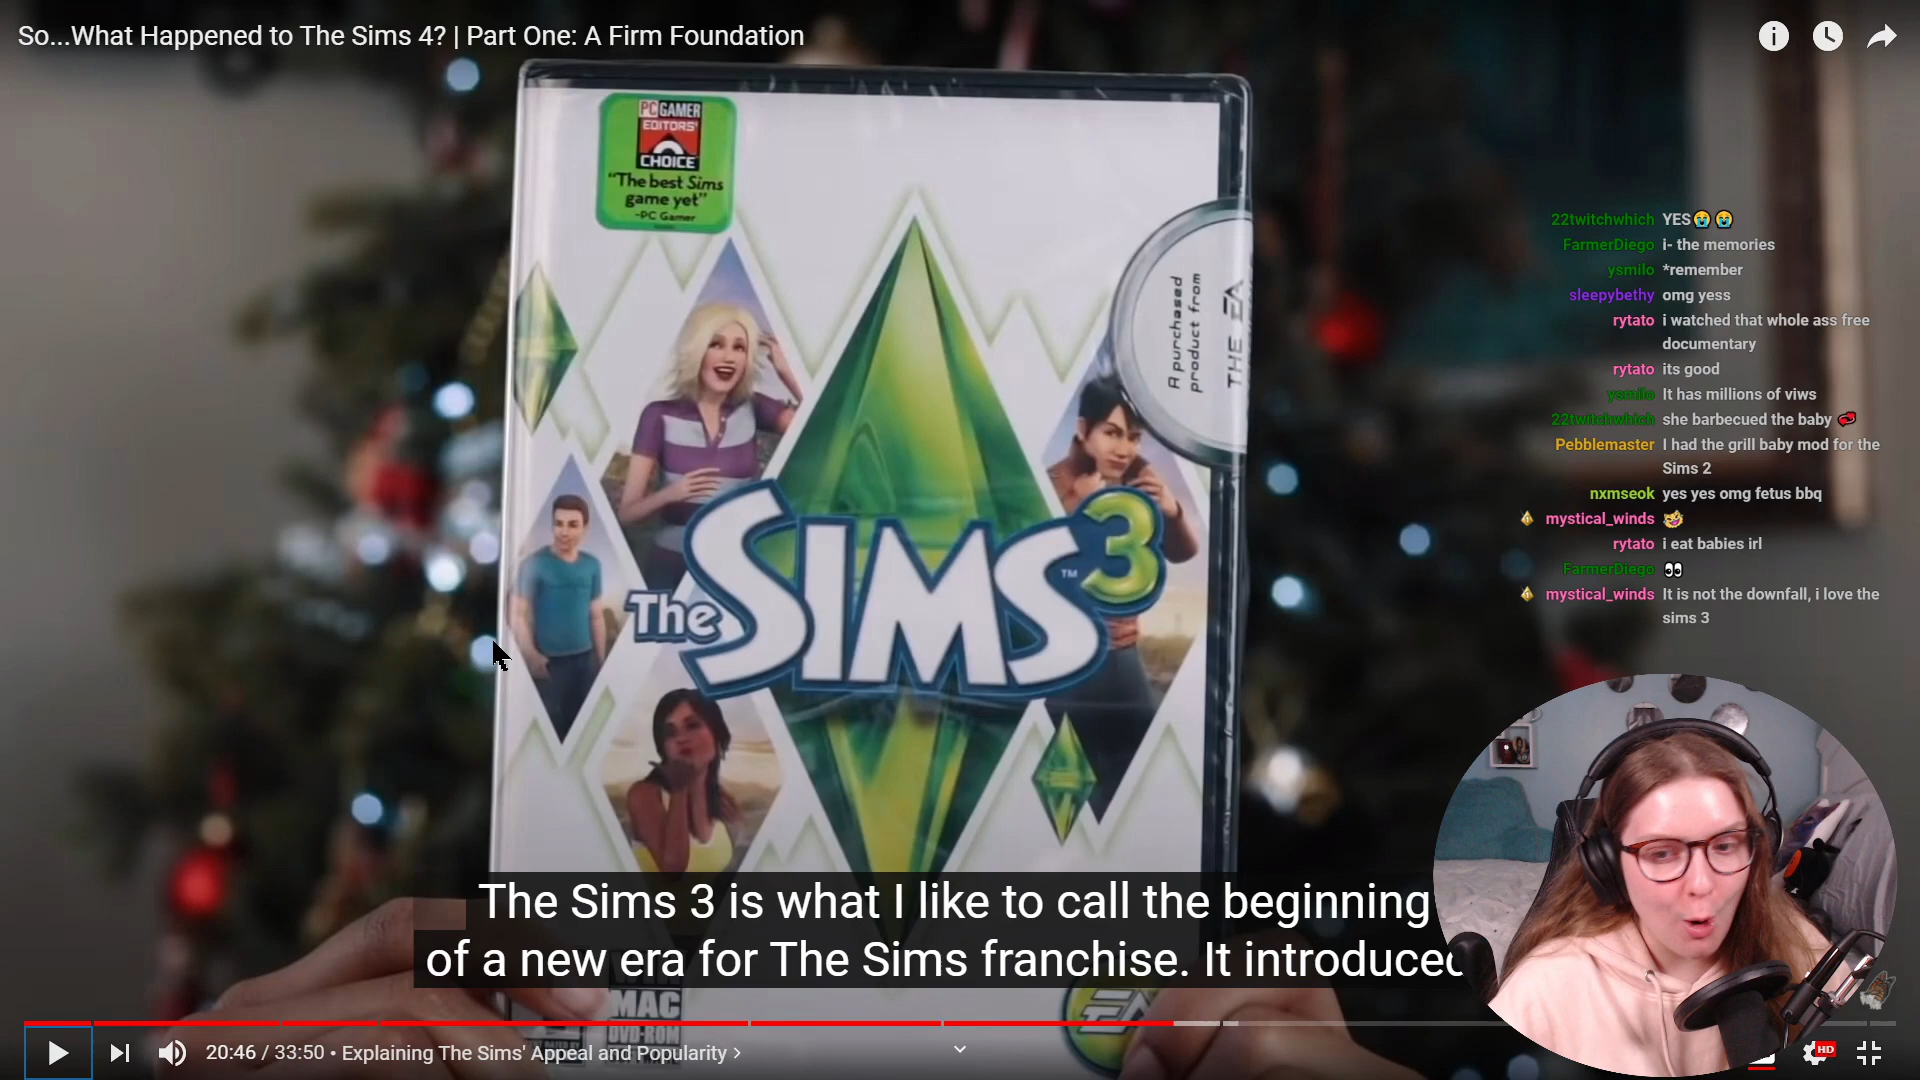 So...What Happened to The Sims 4? | Part One: A Firm Foundation
PC GAMER
EDITORS'
CHOICE
"The best Sims
game yet"
-PC Gamer
A purchased
product from
THE EA
The SIMS 3
TM
22twitchwhich YES😭😭
FarmerDiego i- the memories
ysmilo *remember
sleepybethy omg yess
rytato i watched that whole ass free
documentary
rytato its good
ysmilo It has millions of viws
22twitchwhich she barbecued the baby
Pebblemaster I had the grill baby mod for the
Sims 2
nxmseok yes yes omg fetus bbq
mystical_winds
rytato i eat babies irl
FarmerDiego 👀
mystical_winds It is not the downfall, i love the
sims 3
The Sims 3 is what I like to call the beginning
of a new era for The Sims franchise. It introduced
MAC
DVD-ROM
EA
20:46 / 33:50 • Explaining The Sims' Appeal and Popularity >
HD